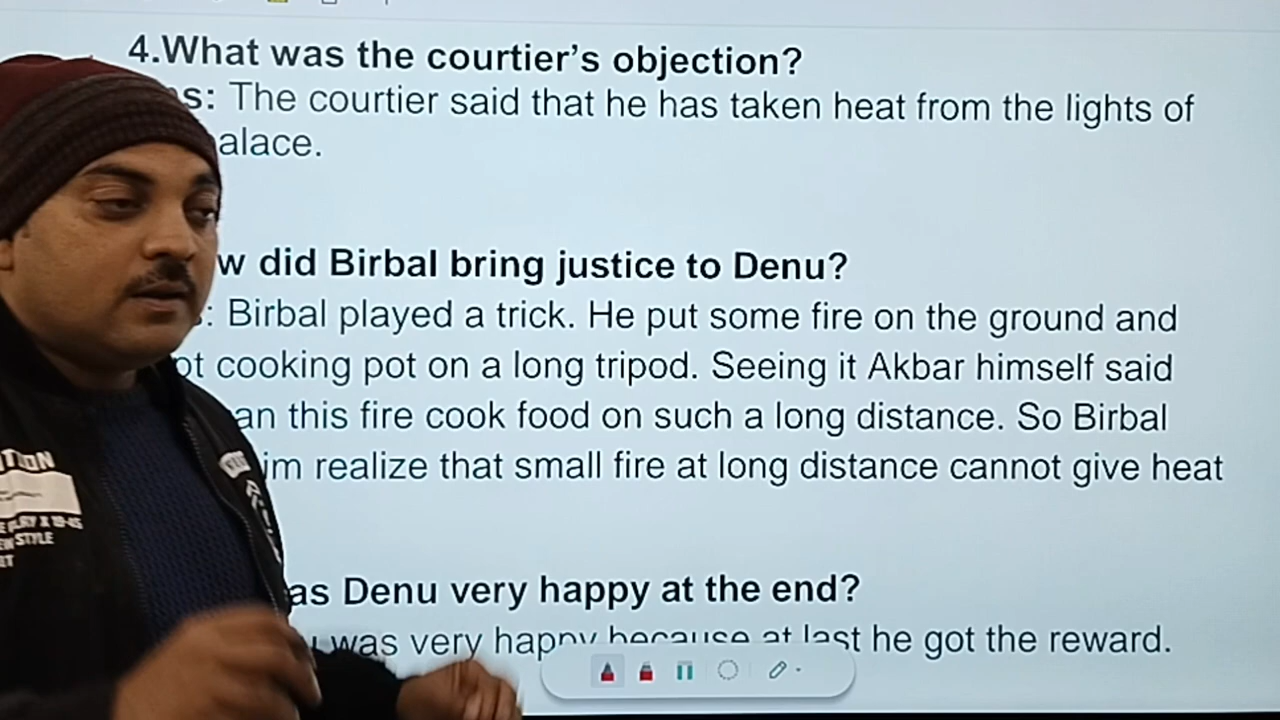 4.What was the courtier's objection?
s: The courtier said that he has taken heat from the lights of
alace.
w did Birbal bring justice to Denu?
s: Birbal played a trick. He put some fire on the ground and
ot cooking pot on a long tripod. Seeing it Akbar himself said
an this fire cook food on such a long distance. So Birbal
im realize that small fire at long distance cannot give heat
as Denu very happy at the end?
was very happy because at last he got the reward.
STYLE